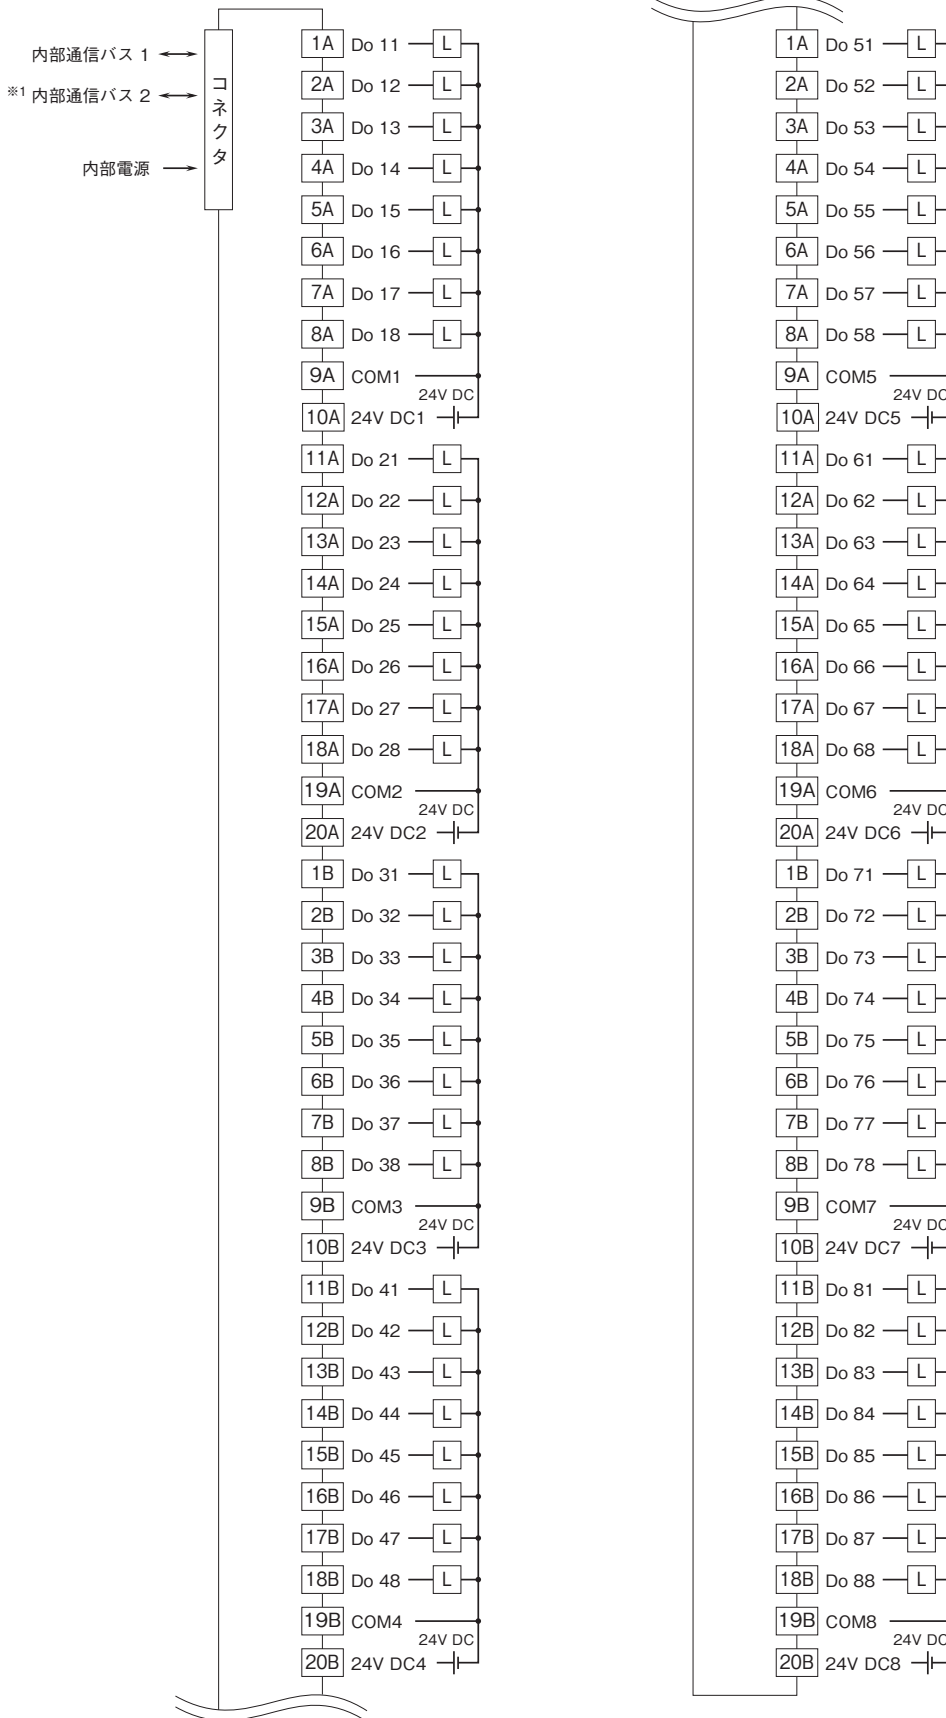 内部通信バス 1
※1 内部通信バス 2
内部電源
コネクタ
1A Do 11 L
2A Do 12 L
3A Do 13 L
4A Do 14 L
5A Do 15 L
6A Do 16 L
7A Do 17 L
8A Do 18 L
9A COM1
24V DC
10A 24V DC1
11A Do 21 L
12A Do 22 L
13A Do 23 L
14A Do 24 L
15A Do 25 L
16A Do 26 L
17A Do 27 L
18A Do 28 L
19A COM2
24V DC
20A 24V DC2
1B Do 31 L
2B Do 32 L
3B Do 33 L
4B Do 34 L
5B Do 35 L
6B Do 36 L
7B Do 37 L
8B Do 38 L
9B COM3
24V DC
10B 24V DC3
11B Do 41 L
12B Do 42 L
13B Do 43 L
14B Do 44 L
15B Do 45 L
16B Do 46 L
17B Do 47 L
18B Do 48 L
19B COM4
24V DC
20B 24V DC4
1A Do 51 L
2A Do 52 L
3A Do 53 L
4A Do 54 L
5A Do 55 L
6A Do 56 L
7A Do 57 L
8A Do 58 L
9A COM5
24V DC
10A 24V DC5
11A Do 61 L
12A Do 62 L
13A Do 63 L
14A Do 64 L
15A Do 65 L
16A Do 66 L
17A Do 67 L
18A Do 68 L
19A COM6
24V DC
20A 24V DC6
1B Do 71 L
2B Do 72 L
3B Do 73 L
4B Do 74 L
5B Do 75 L
6B Do 76 L
7B Do 77 L
8B Do 78 L
9B COM7
24V DC
10B 24V DC7
11B Do 81 L
12B Do 82 L
13B Do 83 L
14B Do 84 L
15B Do 85 L
16B Do 86 L
17B Do 87 L
18B Do 88 L
19B COM8
24V DC
20B 24V DC8